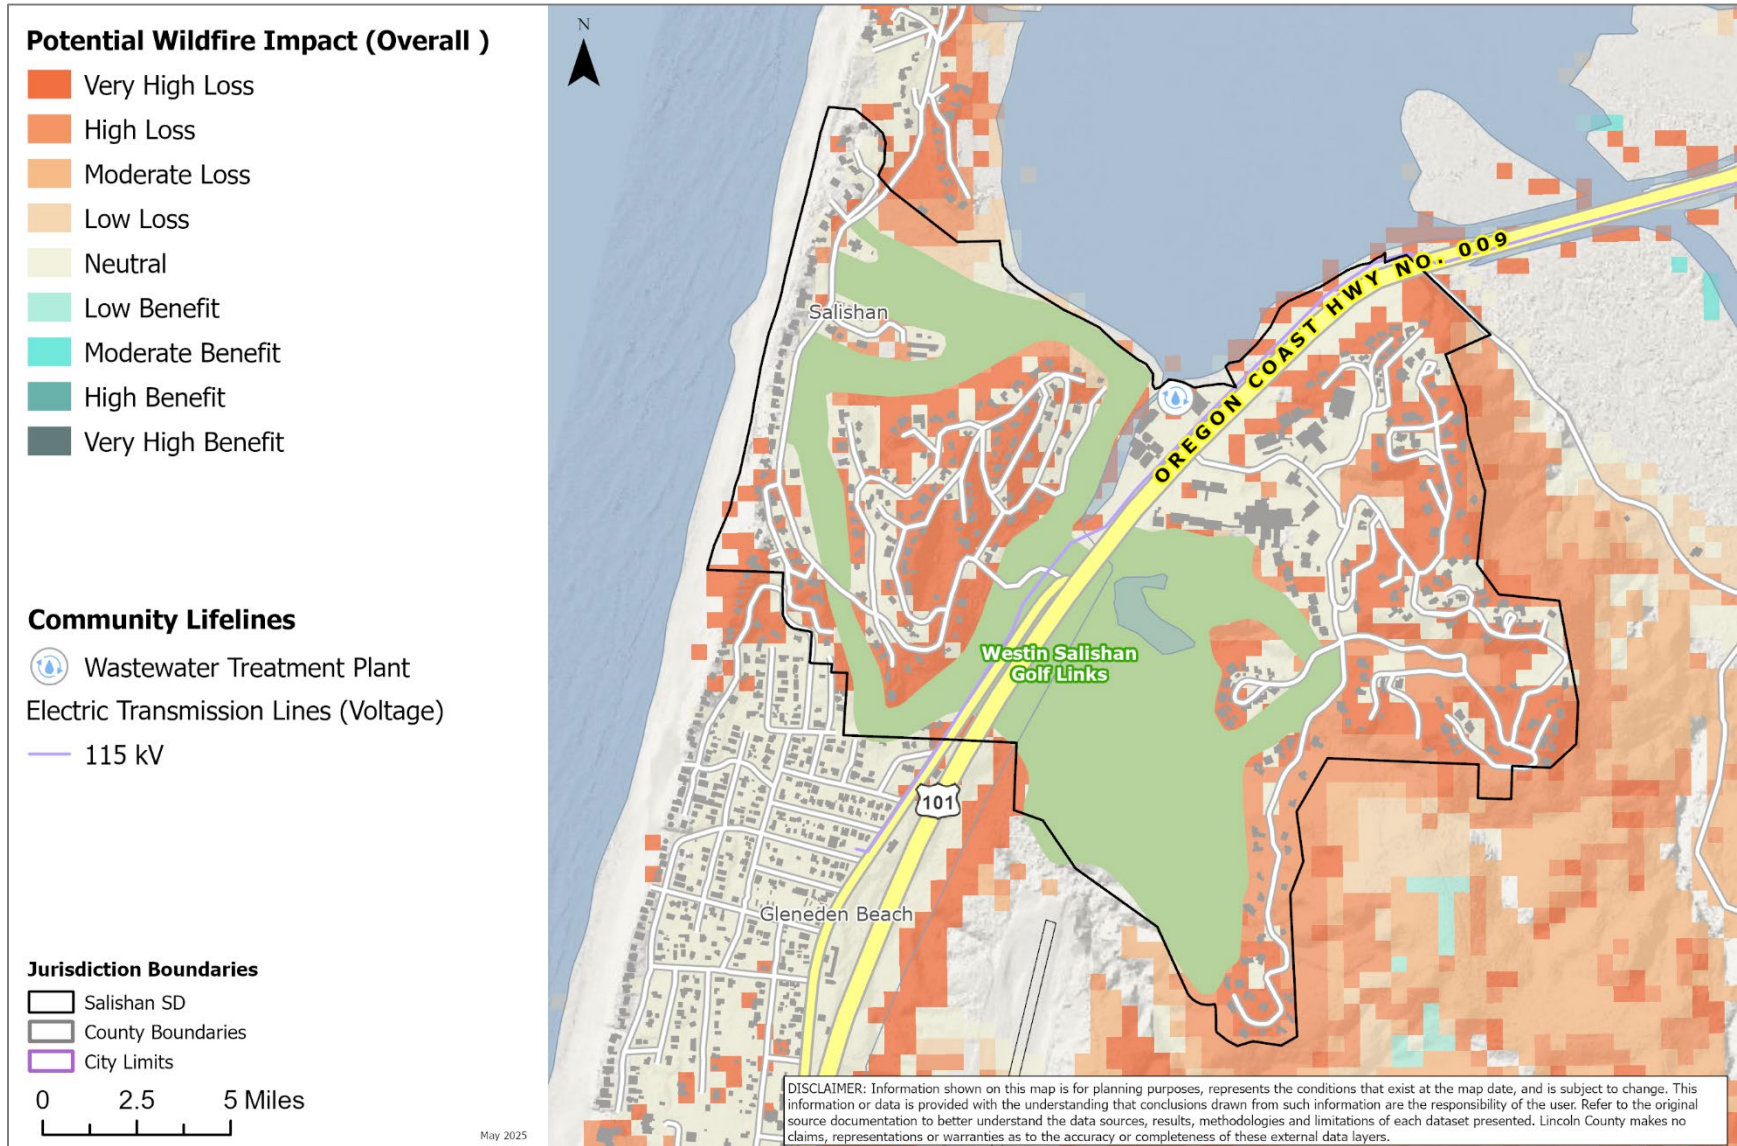 Potential Wildfire Impact (Overall )
Very High Loss
High Loss
Moderate Loss
Low Loss
Neutral
Low Benefit
Moderate Benefit
High Benefit
Very High Benefit
Community Lifelines
Wastewater Treatment Plant
Electric Transmission Lines (Voltage)
115 kV
Jurisdiction Boundaries
Salishan SD
County Boundaries
City Limits
0 2.5 5 Miles
May 2025
N
OREGON COAST HWY NO. 009
Salishan
Westin Salishan
Golf Links
101
Gleneden Beach
DISCLAIMER: Information shown on this map is for planning purposes, represents the conditions that exist at the map date, and is subject to change. This
information or data is provided with the understanding that conclusions drawn from such information are the responsibility of the user. Refer to the original
source documentation to better understand the data sources, results, methodologies and limitations of each dataset presented. Lincoln County makes no
claims, representations or warranties as to the accuracy or completeness of these external data layers.